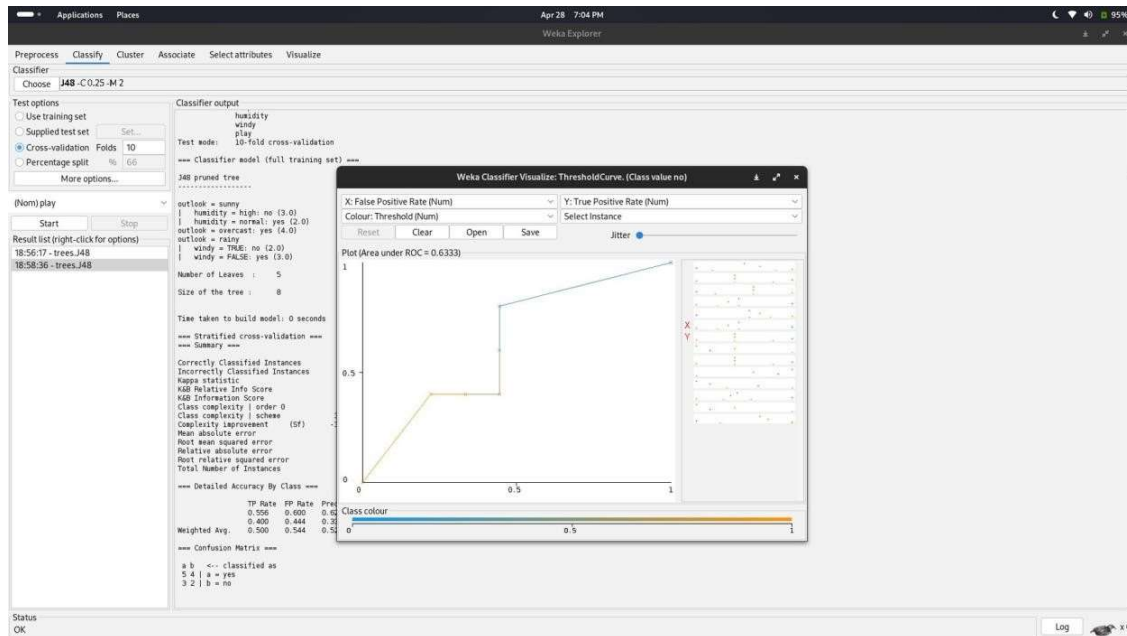 Applications Places Apr 28 7:04 PM 95%
Weka Explorer
Preprocess Classify Cluster Associate Select attributes Visualize
Classifier
Choose J48 -C 0.25 -M 2
Test options
Use training set
Supplied test set Set...
Cross-validation Folds 10
Percentage split % 66
More options...
(Nom) play
Start Stop
Result list (right-click for options)
18:56:17 - trees.J48
18:58:36 - trees.J48
Classifier output
humidity
windy
play
Test mode: 10-fold cross-validation
=== Classifier model (full training set) ===
J48 pruned tree
------------------
outlook = sunny
| humidity = high: no (3.0)
| humidity = normal: yes (2.0)
outlook = overcast: yes (4.0)
outlook = rainy
| windy = TRUE: no (2.0)
| windy = FALSE: yes (3.0)
Number of Leaves : 5
Size of the tree : 8
Time taken to build model: 0 seconds
=== Stratified cross-validation ===
=== Summary ===
Correctly Classified Instances
Incorrectly Classified Instances
Kappa statistic
K&B Relative Info Score
K&B Information Score
Class complexity | order 0
Class complexity | scheme
Complexity improvement (Sf)
Mean absolute error
Root mean squared error
Relative absolute error
Root relative squared error
Total Number of Instances
=== Detailed Accuracy By Class ===
TP Rate FP Rate Prec
0.556 0.600 0.62
0.400 0.444 0.33
Weighted Avg. 0.500 0.544 0.52
=== Confusion Matrix ===
a b <-- classified as
5 4 | a = yes
3 2 | b = no
Weka Classifier Visualize: ThresholdCurve. (Class value no)
X: False Positive Rate (Num) Y: True Positive Rate (Num)
Colour: Threshold (Num) Select Instance
Reset Clear Open Save Jitter
Plot (Area under ROC = 0.6333)
1
0.5
0
0 0.5 1
X
Y
Class colour
0 0.5 1
Status
OK
Log x